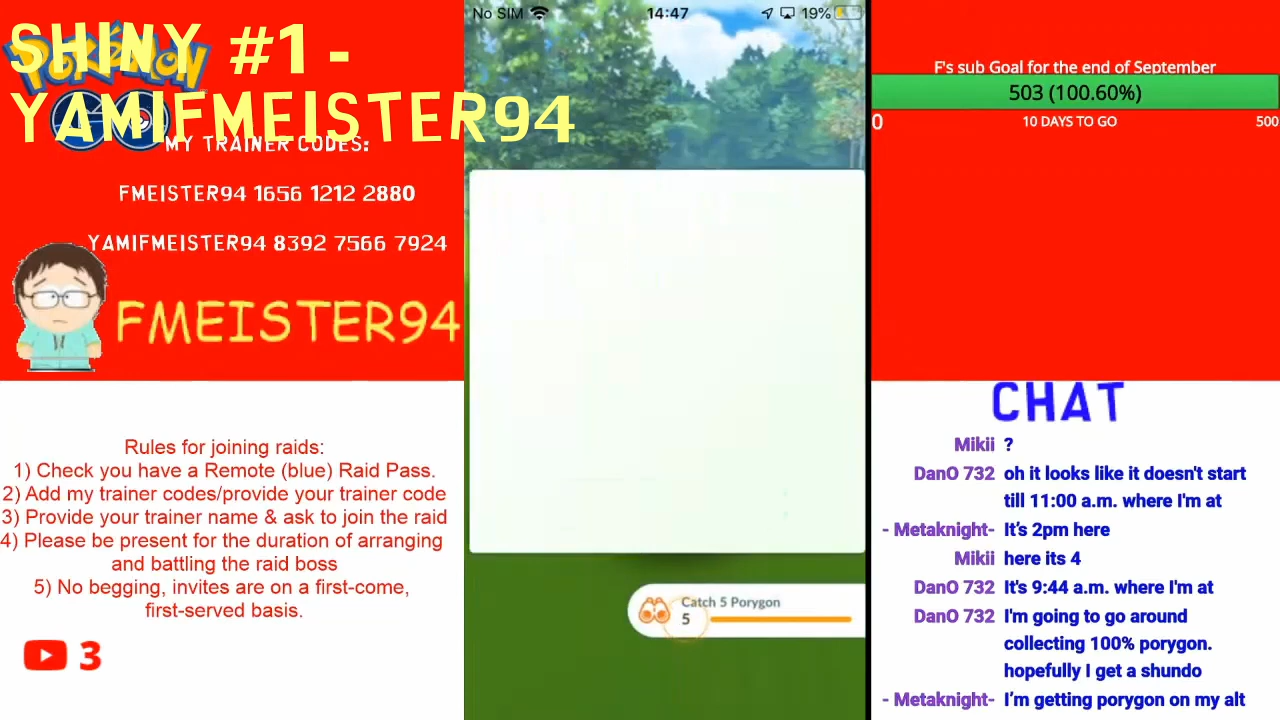 SHINY #1 -
YAMIFMEISTER94
POKÉMON
GO
MY TRAINER CODES:
FMEISTER94 1656 1212 2880
YAMIFMEISTER94 8392 7566 7924
FMEISTER94
Rules for joining raids:
1) Check you have a Remote (blue) Raid Pass.
2) Add my trainer codes/provide your trainer code
3) Provide your trainer name & ask to join the raid
4) Please be present for the duration of arranging
and battling the raid boss
5) No begging, invites are on a first-come,
first-served basis.
3
No SIM 14:47 19%
Catch 5 Porygon
5
F's sub Goal for the end of September
503 (100.60%)
0 10 DAYS TO GO 500
CHAT
Mikii ?
DanO 732 oh it looks like it doesn't start
till 11:00 a.m. where I'm at
- Metaknight- It's 2pm here
Mikii here its 4
DanO 732 It's 9:44 a.m. where I'm at
DanO 732 I'm going to go around
collecting 100% porygon.
hopefully I get a shundo
- Metaknight- I'm getting porygon on my alt